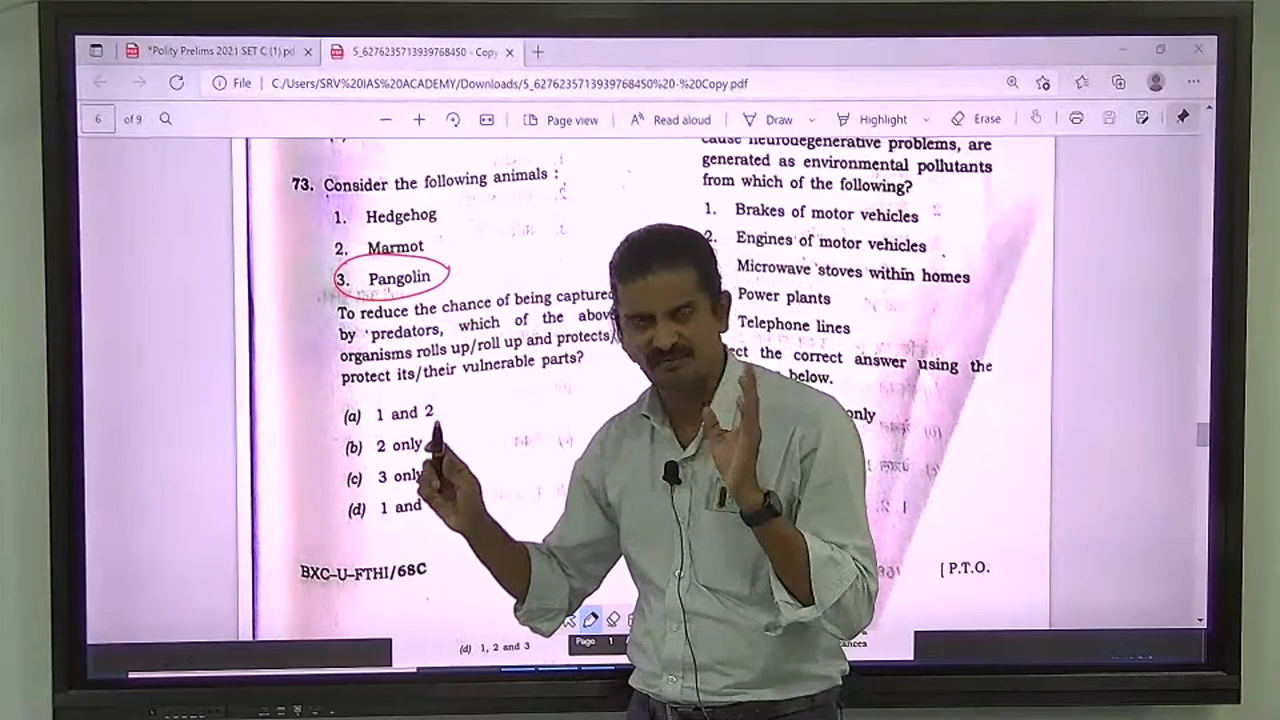 *Polity Prelims 2021 SET C (1).pd
5_6276235713939768450 - Copy
File
C:/Users/SRV%20IAS%20ACADEMY/Downloads/5_6276235713939768450%20-%20Copy.pdf
6 of 9
Page view
Read aloud
Draw
Highlight
Erase
73. Consider the following animals :
1. Hedgehog
2. Marmot
3. Pangolin
To reduce the chance of being captured
by predators, which of the above
organisms rolls up/roll up and protects/
protect its/their vulnerable parts?
(a) 1 and 2
(b) 2 only
(c) 3 only
(d) 1 and
BXC–U–FTHI/68C
cause neurodegenerative problems, are
generated as environmental pollutants
from which of the following?
1. Brakes of motor vehicles
2. Engines of motor vehicles
Microwave stoves within homes
Power plants
Telephone lines
the correct answer using the
below.
only
[ P.T.O.
(d) 1, 2 and 3
Page 1